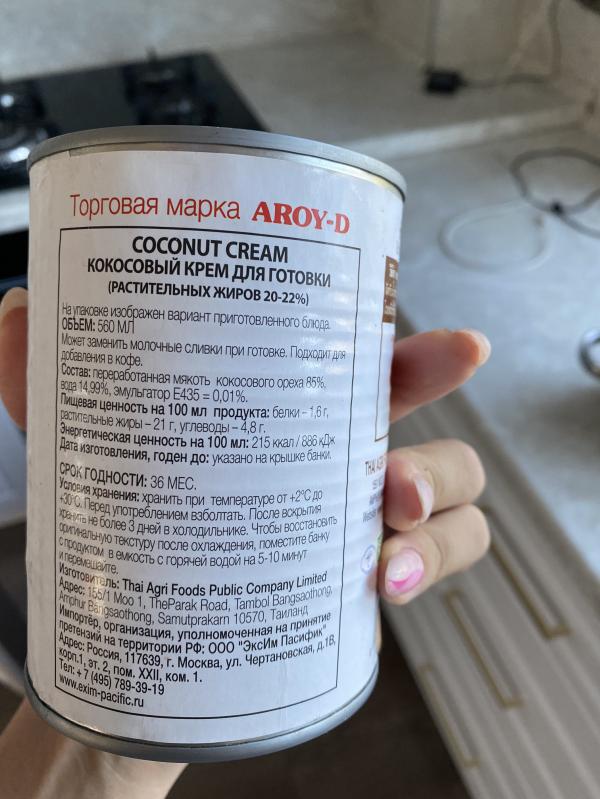 Торговая марка AROY-D
COCONUT CREAM
КОКОСОВЫЙ КРЕМ ДЛЯ ГОТОВКИ
(РАСТИТЕЛЬНЫХ ЖИРОВ 20-22%)
На упаковке изображен вариант приготовленного блюда.
ОБЪЕМ: 560 МЛ
Может заменить молочные сливки при готовке. Подходит для
добавления в кофе.
Состав: переработанная мякоть кокосового ореха 85%,
вода 14,99%, эмульгатор Е435 = 0,01%.
Пищевая ценность на 100 мл продукта: белки – 1,6 г,
растительные жиры – 21 г, углеводы – 4,8 г.
Энергетическая ценность на 100 мл: 215 ккал / 886 кДж
Дата изготовления, годен до: указано на крышке банки.
СРОК ГОДНОСТИ: 36 МЕС.
Условия хранения: хранить при температуре от +2°С до
+30°С. Перед употреблением взболтать. После вскрытия
хранить не более 3 дней в холодильнике. Чтобы восстановить
оригинальную текстуру после охлаждения, поместите банку
с продуктом в емкость с горячей водой на 5-10 минут
и перемешайте.
Изготовитель: Thai Agri Foods Public Company Limited
Адрес: 155/1 Moo 1, TheParak Road, Tambol Bangsaothong,
Amphur Bangsaothong, Samutprakarn 10570, Таиланд
Импортёр, организация, уполномоченная на принятие
претензий на территории РФ: ООО "ЭксИм Пасифик"
Адрес: Россия, 117639, г. Москва, ул. Чертановская, д.1В,
корп.1, эт. 2, пом. XXII, ком. 1.
Тел: + 7 (495) 789-39-19
www.exim-pacific.ru
THAI AGR